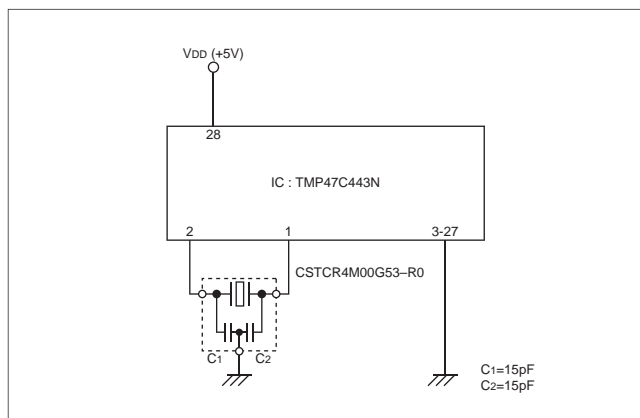 VDD (+5V)
28
IC : TMP47C443N
2 1 3-27
CSTCR4M00G53–R0
C1 C2
C1=15pF
C2=15pF